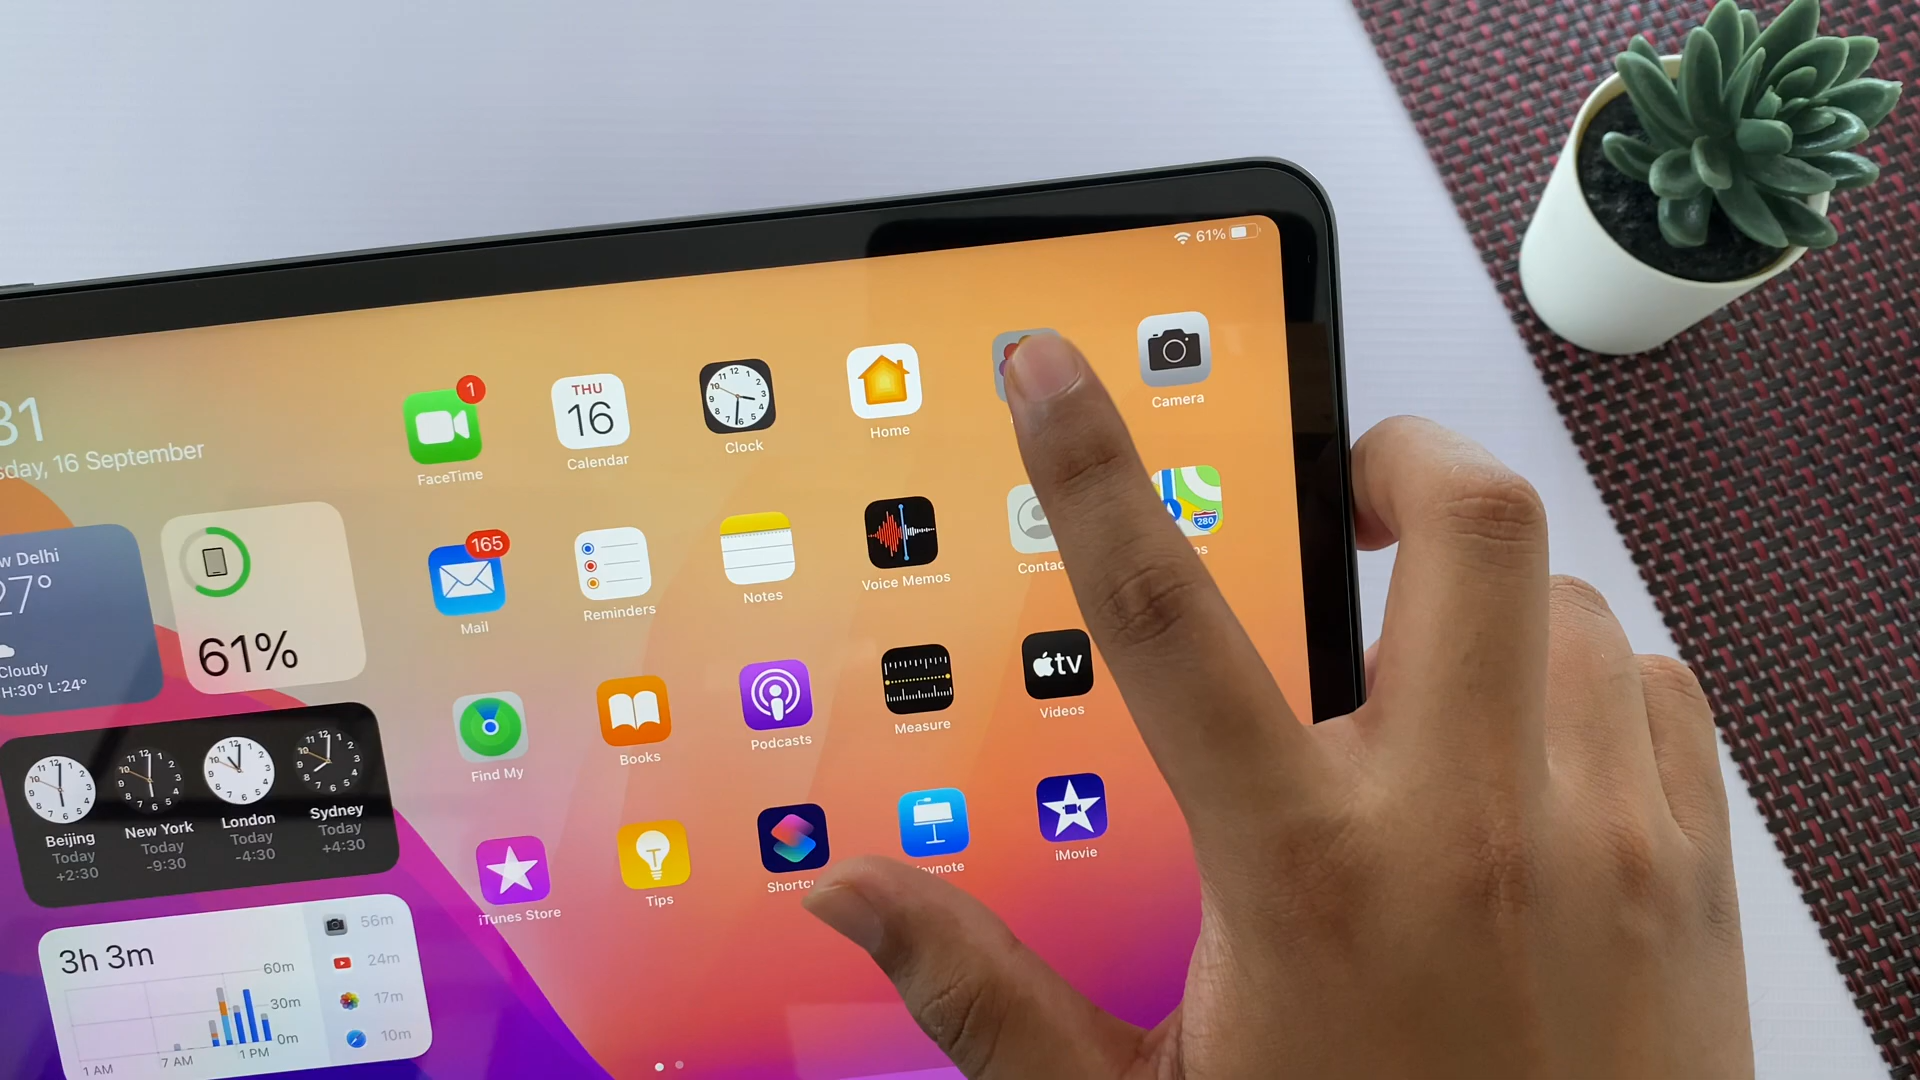 61%
31
sday, 16 September
1
FaceTime
THU
16
Calendar
Clock
Home
Camera
w Delhi
27°
Cloudy
H:30° L:24°
61%
165
Mail
Reminders
Notes
Voice Memos
Contac
280
os
Find My
Books
Podcasts
Measure
tv
Videos
Beijing
Today
+2:30
New York
Today
-9:30
London
Today
-4:30
Sydney
Today
+4:30
iTunes Store
Tips
Shortc
eynote
iMovie
3h 3m
60m
30m
0m
1 AM
7 AM
1 PM
56m
24m
17m
10m